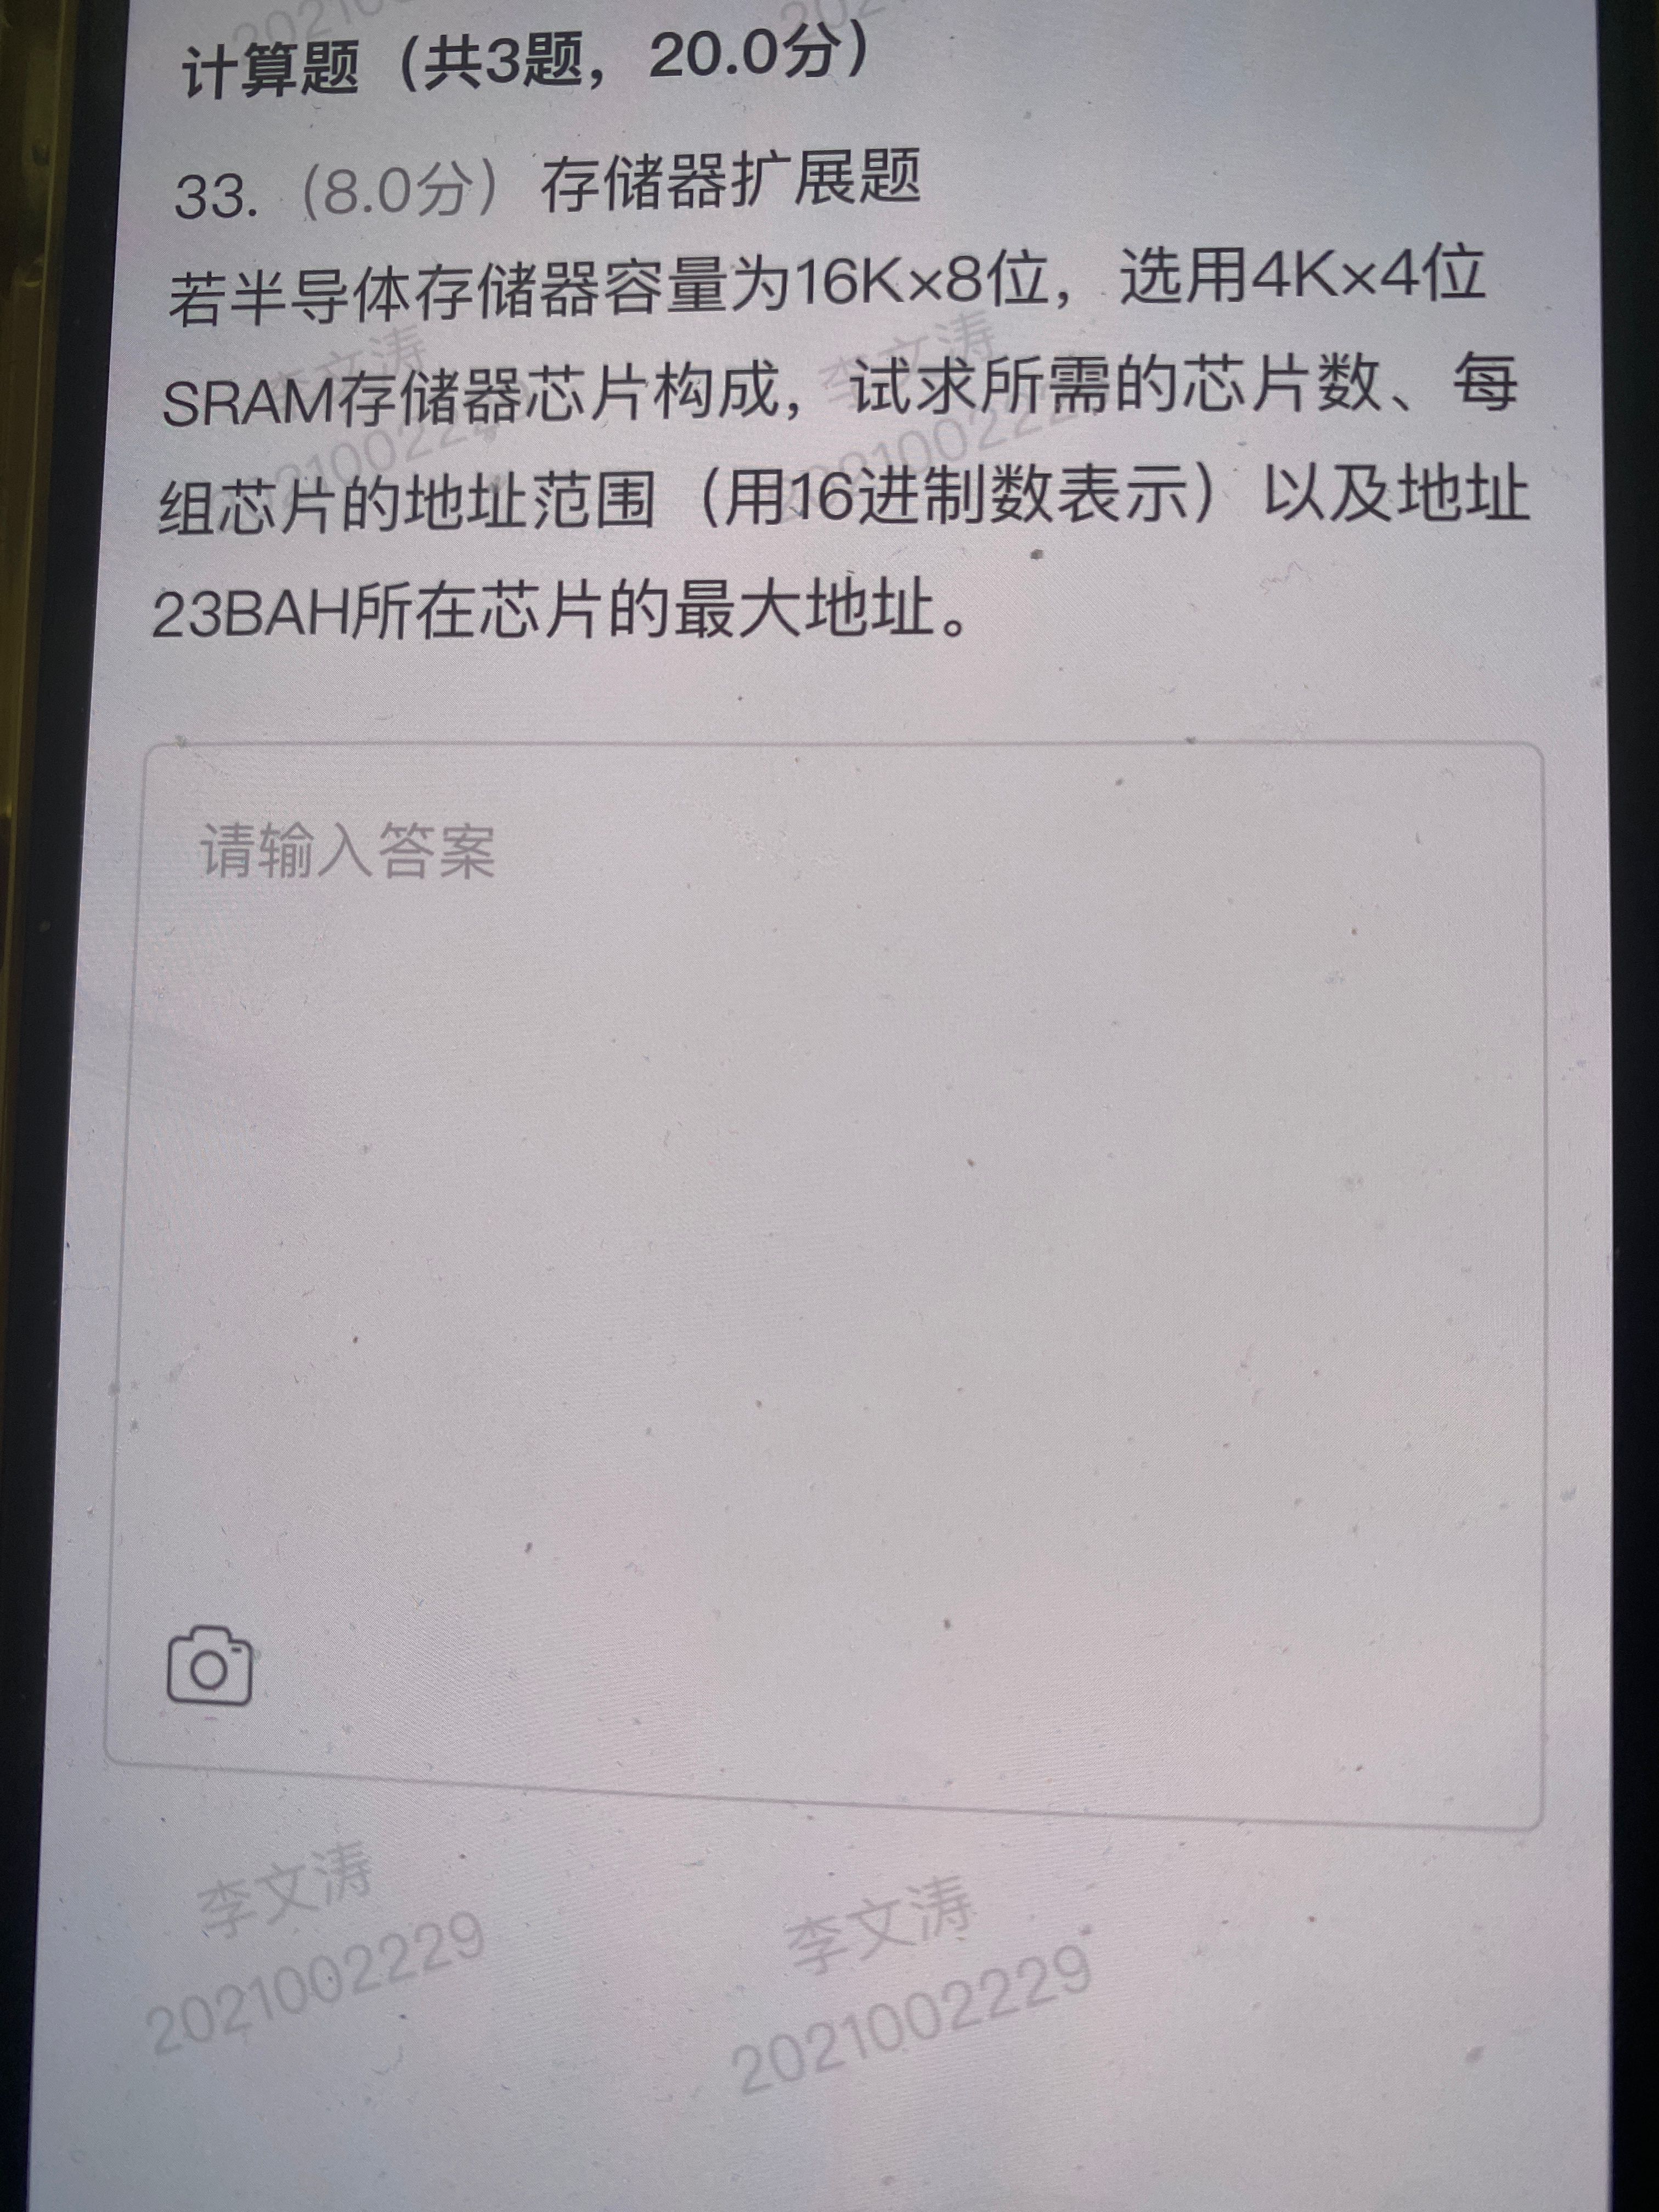 计算题（共3题，20.0分）
33.（8.0分）存储器扩展题
若半导体存储器容量为16K×8位，选用4K×4位
SRAM存储器芯片构成，试求所需的芯片数、每
组芯片的地址范围（用16进制数表示）以及地址
23BAH所在芯片的最大地址。
请输入答案
李文涛
2021002229
李文涛
2021002229